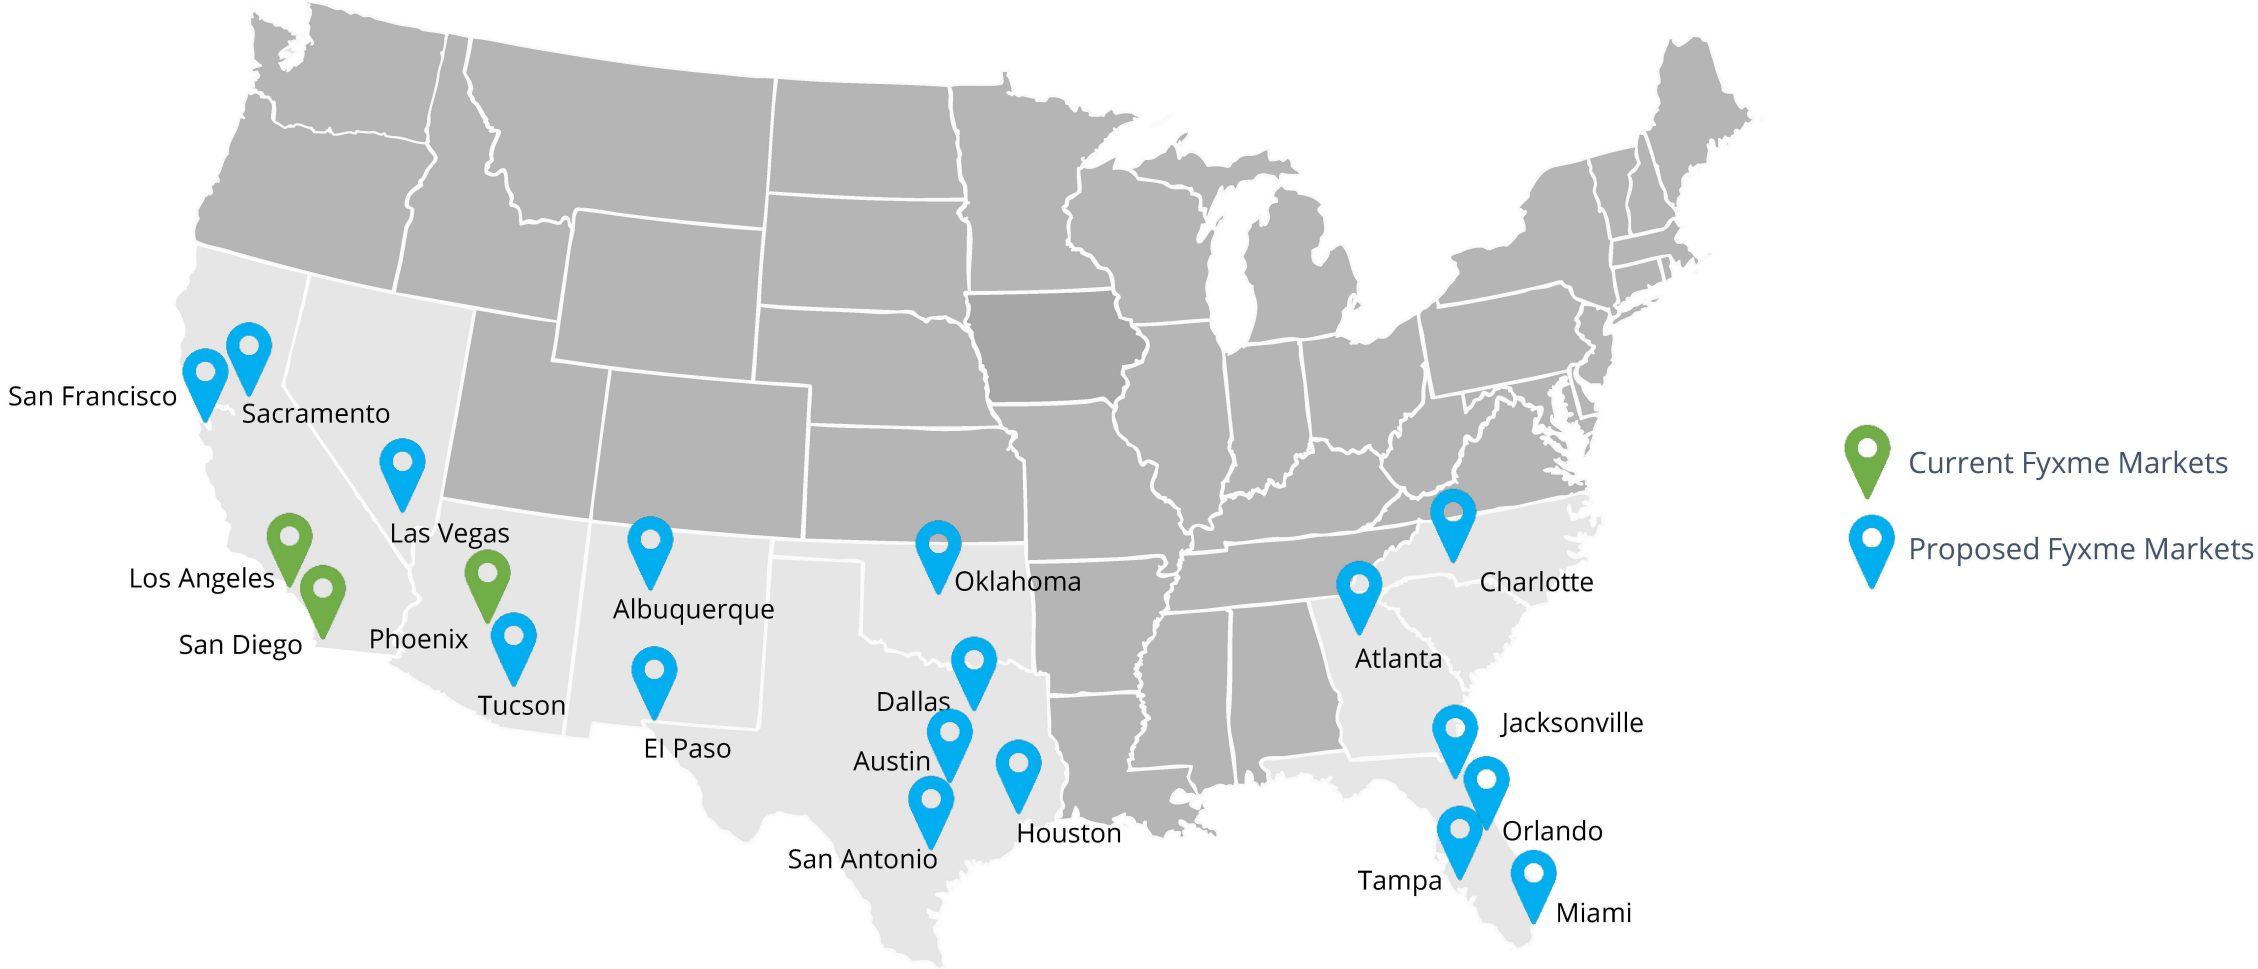 San Francisco
Sacramento
Las Vegas
Los Angeles
San Diego
Phoenix
Tucson
Albuquerque
El Paso
Oklahoma
Dallas
Austin
San Antonio
Houston
Charlotte
Atlanta
Jacksonville
Orlando
Tampa
Miami
Current Fyxme Markets
Proposed Fyxme Markets